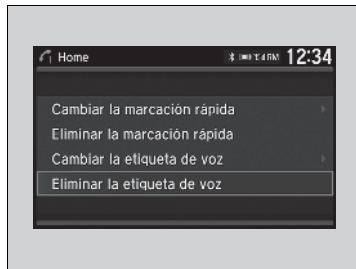 Home 12:34
Cambiar la marcación rápida
Eliminar la marcación rápida
Cambiar la etiqueta de voz
Eliminar la etiqueta de voz